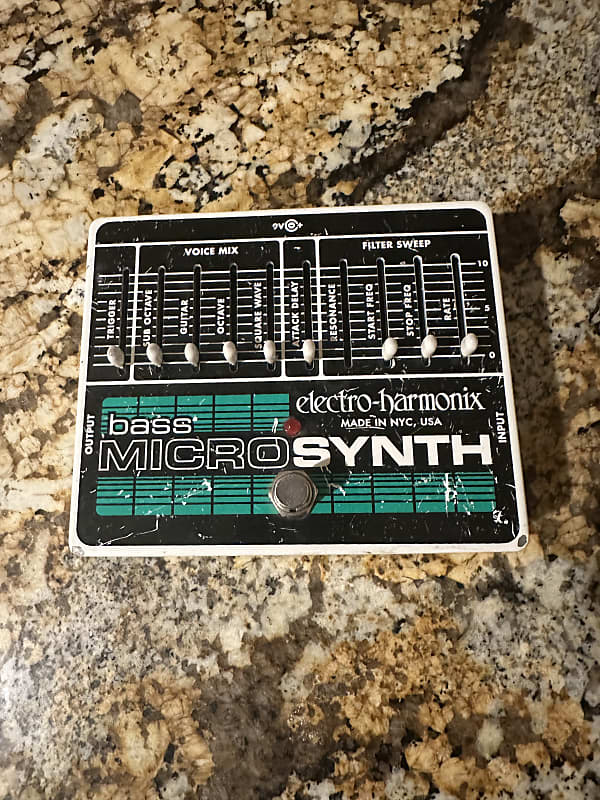 9V
+
VOICE MIX
FILTER SWEEP
TRIGGER
SUB OCTAVE
GUITAR
OCTAVE
SQUARE WAVE
ATTACK DELAY
RESONANCE
START FREQ
STOP FREQ
RATE
10
5
0
OUTPUT
INPUT
electro-harmonix
MADE IN NYC, USA
bass
MICROSYNTH